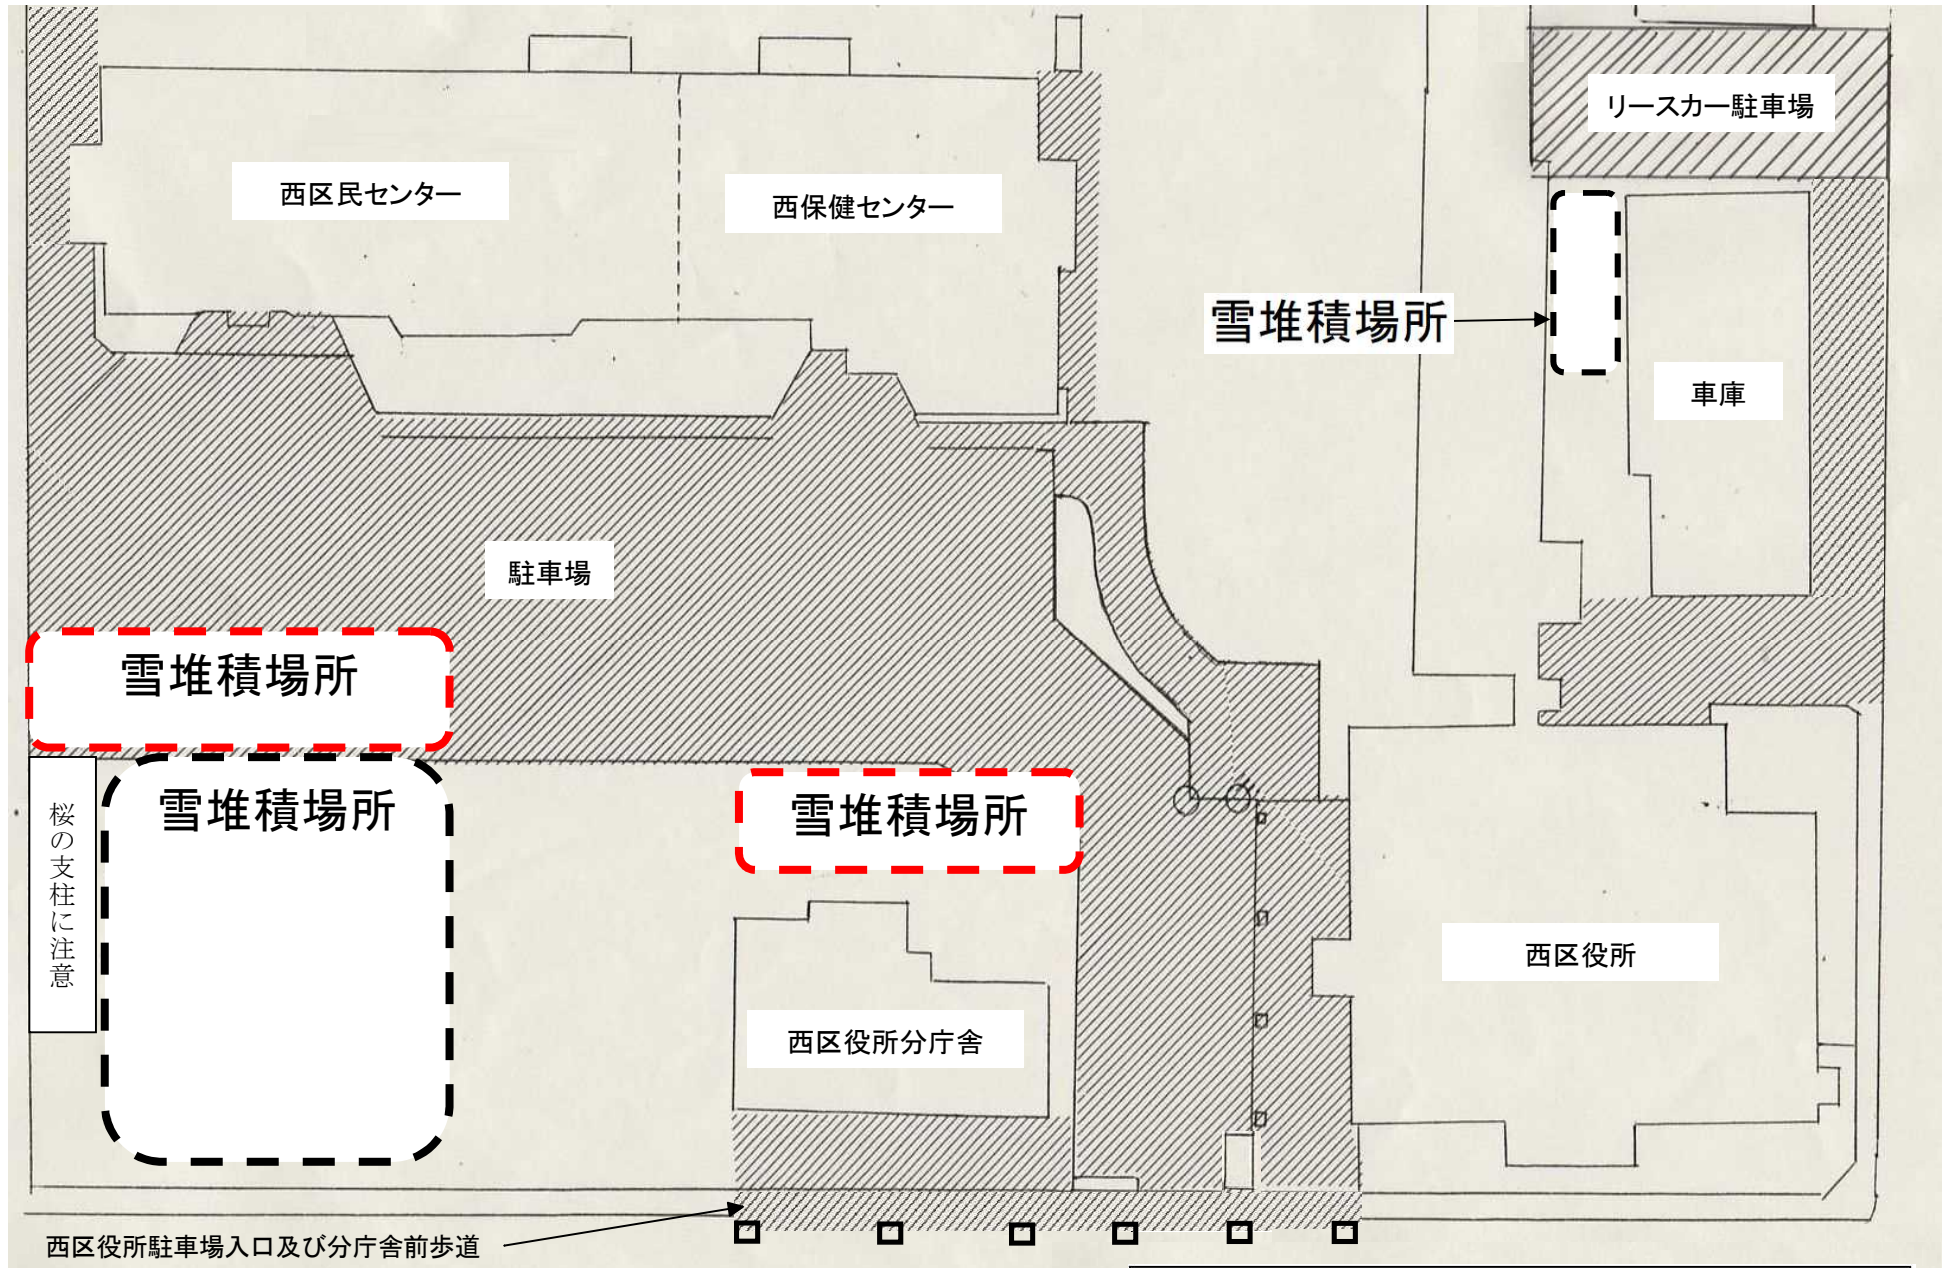 リースカー駐車場
西区民センター
西保健センター
雪堆積場所
車庫
駐車場
雪堆積場所
雪堆積場所
雪堆積場所
桜の支柱に注意
西区役所
西区役所分庁舎
西区役所駐車場入口及び分庁舎前歩道